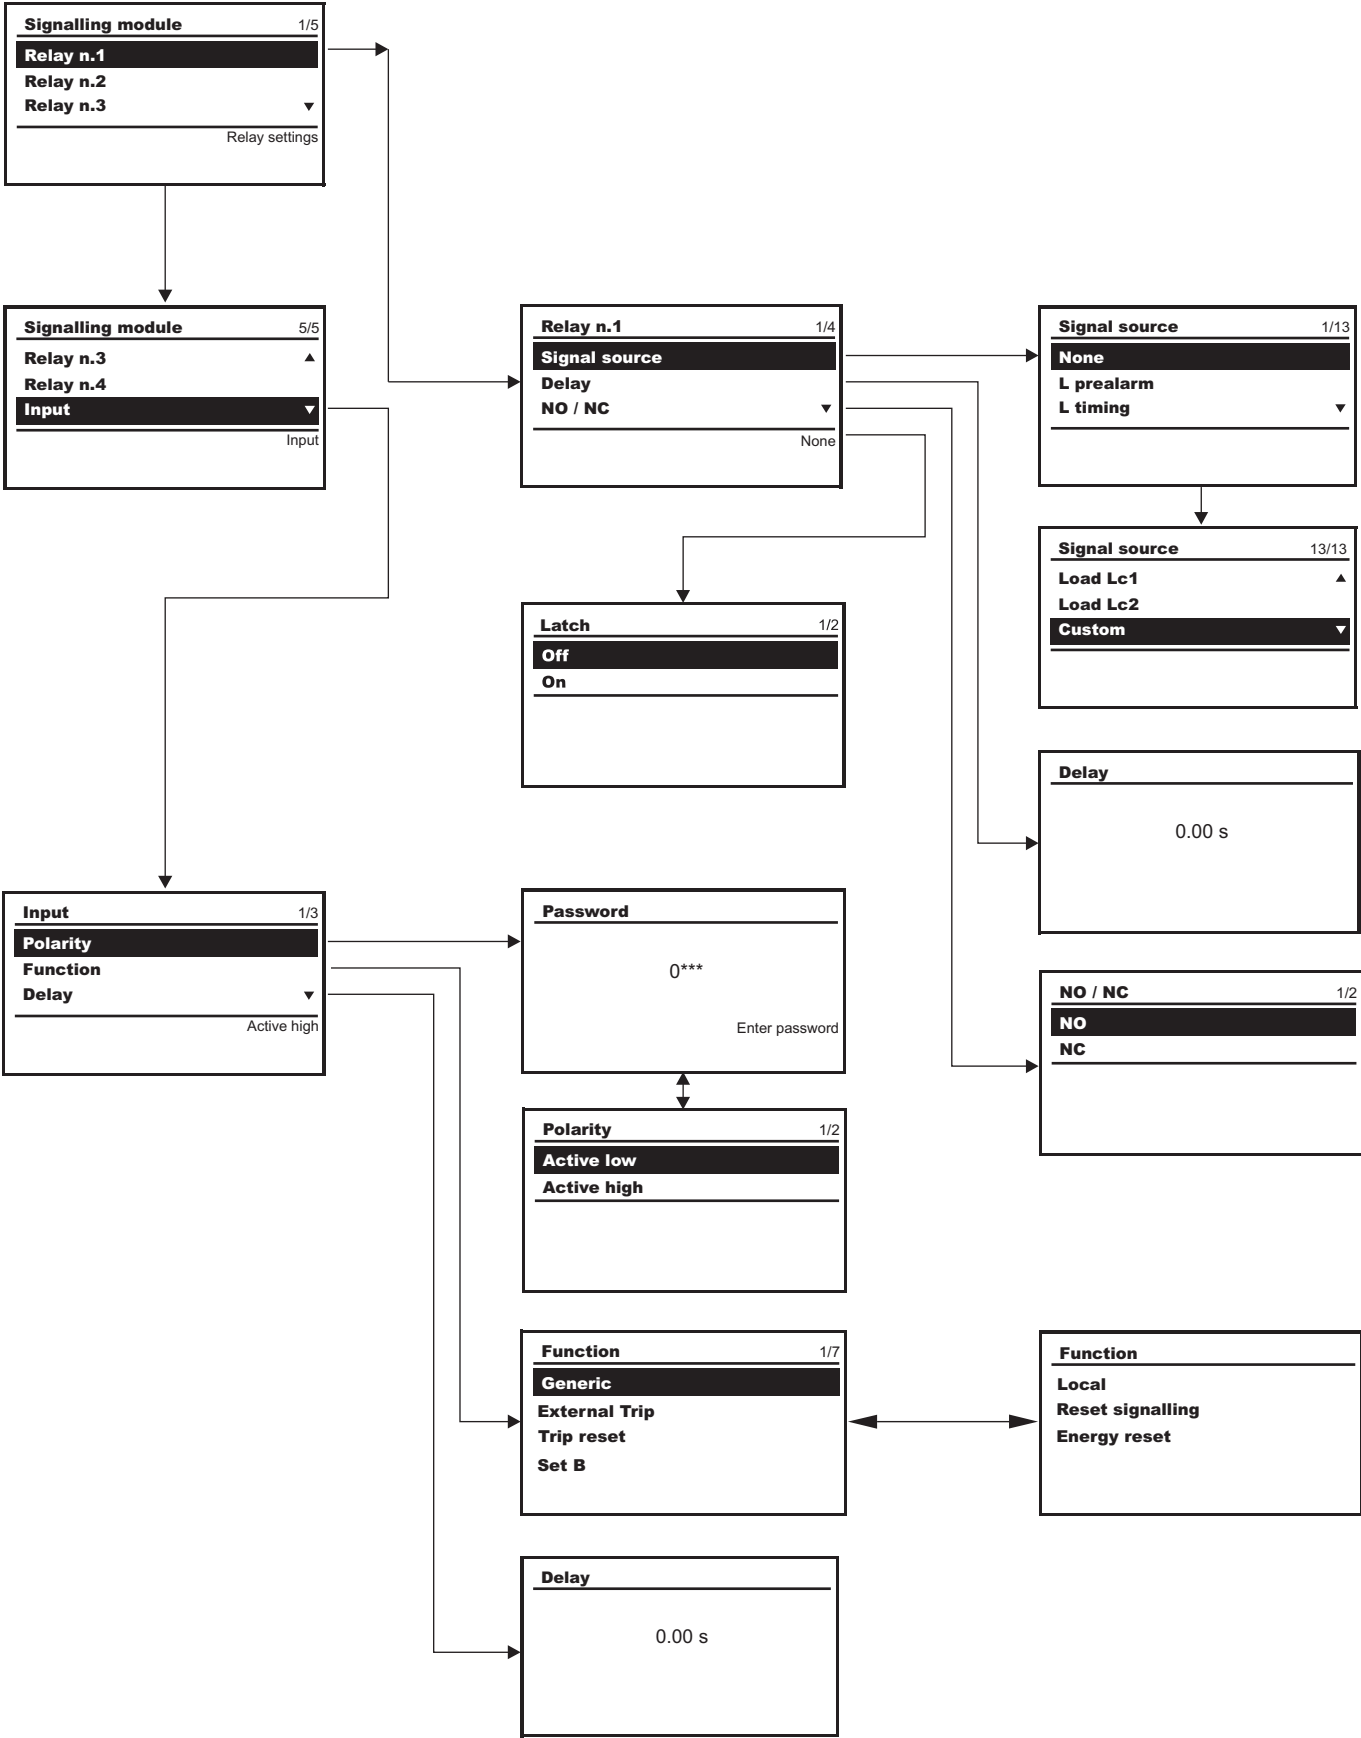 Signalling module 1/5
Relay n.1
Relay n.2
Relay n.3
Relay settings
Signalling module 5/5
Relay n.3
Relay n.4
Input
Input
Relay n.1 1/4
Signal source
Delay
NO / NC
None
Signal source 1/13
None
L prealarm
L timing
Signal source 13/13
Load Lc1
Load Lc2
Custom
Latch 1/2
Off
On
Delay
0.00 s
Input 1/3
Polarity
Function
Delay
Active high
Password
0***
Enter password
NO / NC 1/2
NO
NC
Polarity 1/2
Active low
Active high
Function 1/7
Generic
External Trip
Trip reset
Set B
Function
Local
Reset signalling
Energy reset
Delay
0.00 s